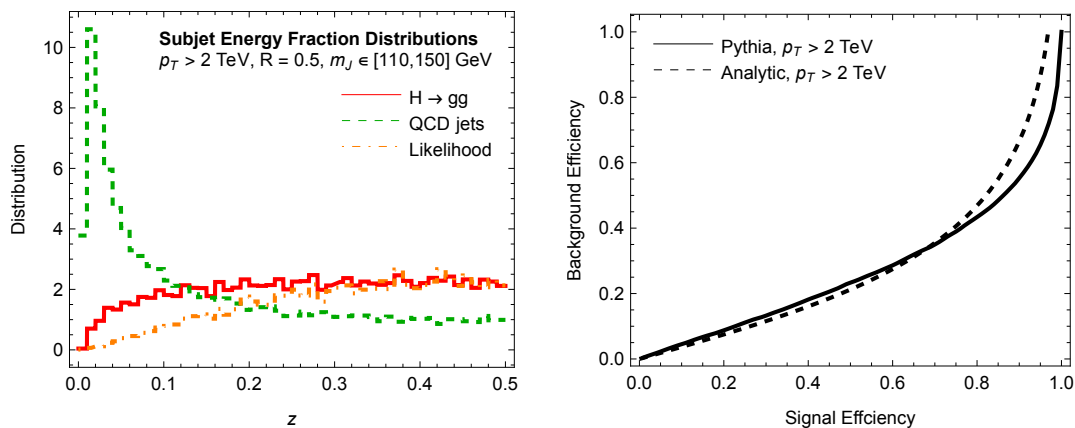 Subjet Energy Fraction Distributions
p_T > 2 TeV, R = 0.5, m_J ∈ [110,150] GeV
H → gg
QCD jets
Likelihood
Distribution
10
8
6
4
2
0
0.0 0.1 0.2 0.3 0.4 0.5
z
Pythia, p_T > 2 TeV
Analytic, p_T > 2 TeV
Background Efficiency
1.0
0.8
0.6
0.4
0.2
0.0
0.0 0.2 0.4 0.6 0.8 1.0
Signal Effciency